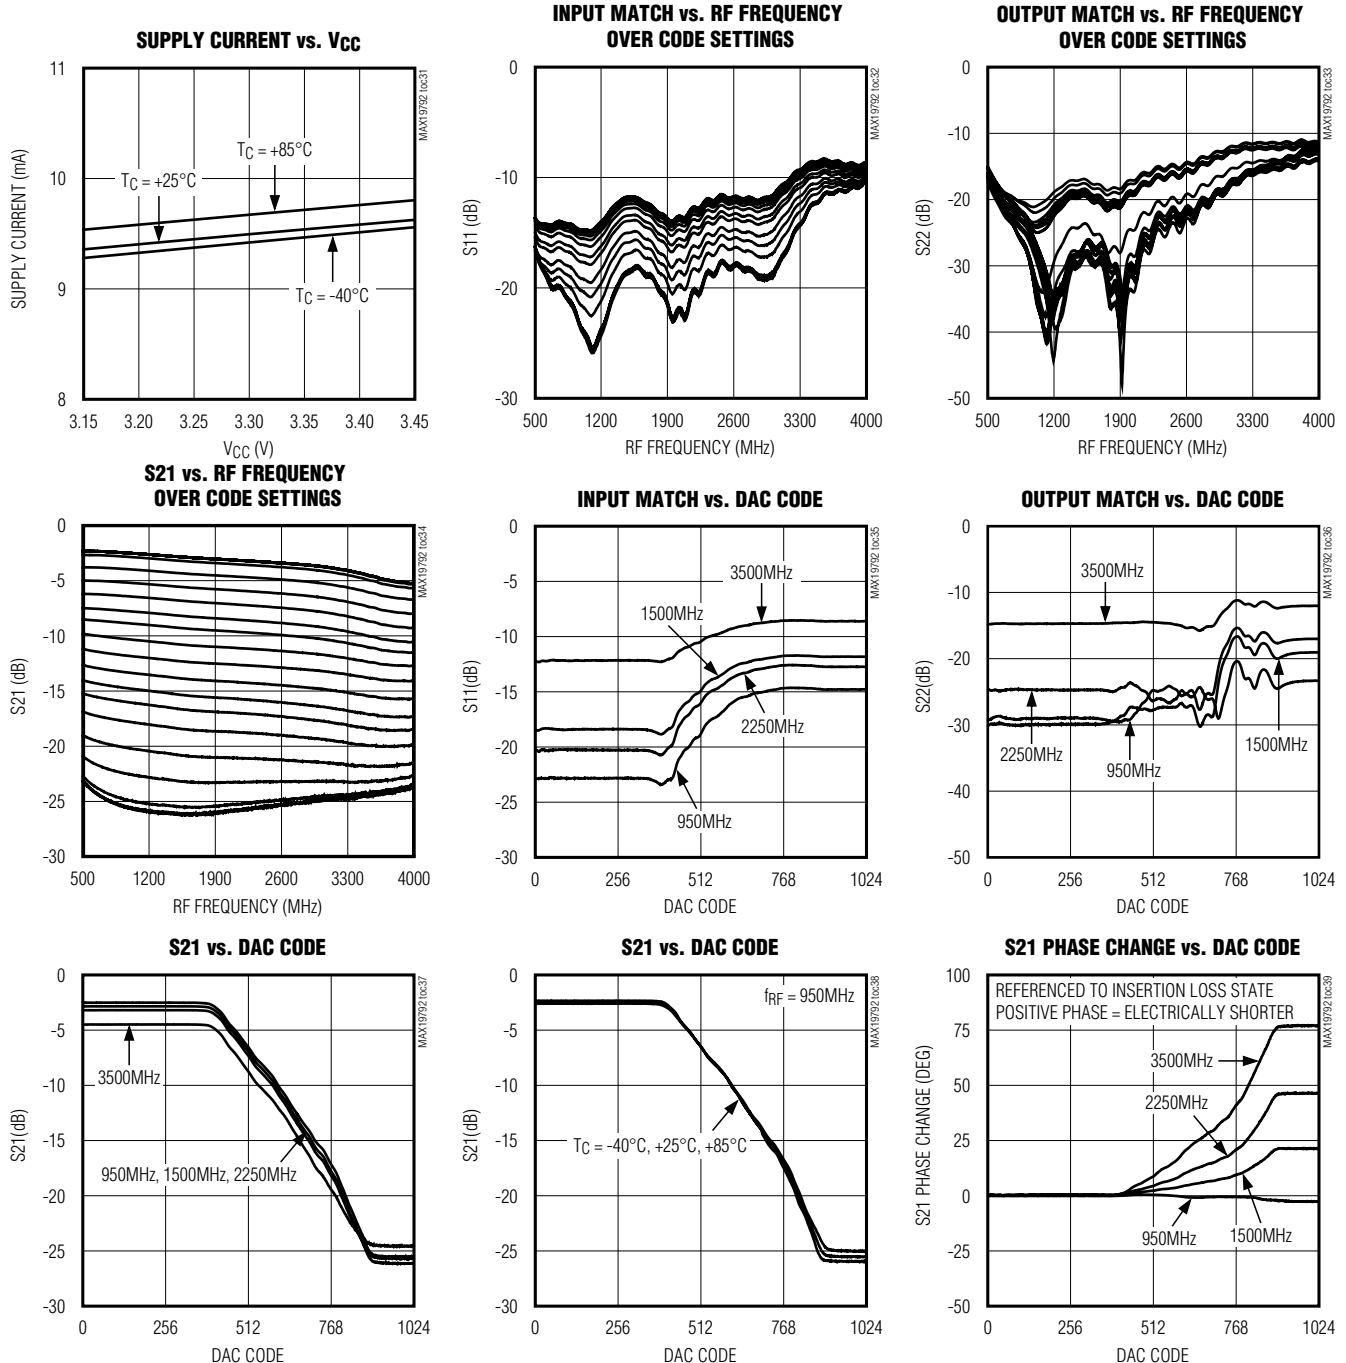 SUPPLY CURRENT vs. VCC
11
10
9
8
SUPPLY CURRENT (mA)
TC = +85°C
TC = +25°C
TC = -40°C
3.15 3.20 3.25 3.30 3.35 3.40 3.45
VCC (V)
MAX19792 toc31
INPUT MATCH vs. RF FREQUENCY
OVER CODE SETTINGS
0
-10
-20
-30
S11 (dB)
500 1200 1900 2600 3300 4000
RF FREQUENCY (MHz)
MAX19792 toc32
OUTPUT MATCH vs. RF FREQUENCY
OVER CODE SETTINGS
0
-10
-20
-30
-40
-50
S22 (dB)
500 1200 1900 2600 3300 4000
RF FREQUENCY (MHz)
MAX19792 toc33
S21 vs. RF FREQUENCY
OVER CODE SETTINGS
0
-5
-10
-15
-20
-25
-30
S21 (dB)
500 1200 1900 2600 3300 4000
RF FREQUENCY (MHz)
MAX19792 toc34
INPUT MATCH vs. DAC CODE
0
-5
-10
-15
-20
-25
-30
S11(dB)
3500MHz
1500MHz
2250MHz
950MHz
0 256 512 768 1024
DAC CODE
MAX19792 toc35
OUTPUT MATCH vs. DAC CODE
0
-10
-20
-30
-40
-50
S22(dB)
3500MHz
2250MHz
950MHz
1500MHz
0 256 512 768 1024
DAC CODE
MAX19792 toc36
S21 vs. DAC CODE
0
-5
-10
-15
-20
-25
-30
S21(dB)
3500MHz
950MHz, 1500MHz, 2250MHz
0 256 512 768 1024
DAC CODE
MAX19792 toc37
S21 vs. DAC CODE
0
-5
-10
-15
-20
-25
-30
S21(dB)
fRF = 950MHz
TC = -40°C, +25°C, +85°C
0 256 512 768 1024
DAC CODE
MAX19792 toc38
S21 PHASE CHANGE vs. DAC CODE
100
75
50
25
0
-25
-50
S21 PHASE CHANGE (DEG)
REFERENCED TO INSERTION LOSS STATE
POSITIVE PHASE = ELECTRICALLY SHORTER
3500MHz
2250MHz
950MHz
1500MHz
0 256 512 768 1024
DAC CODE
MAX19792 toc39